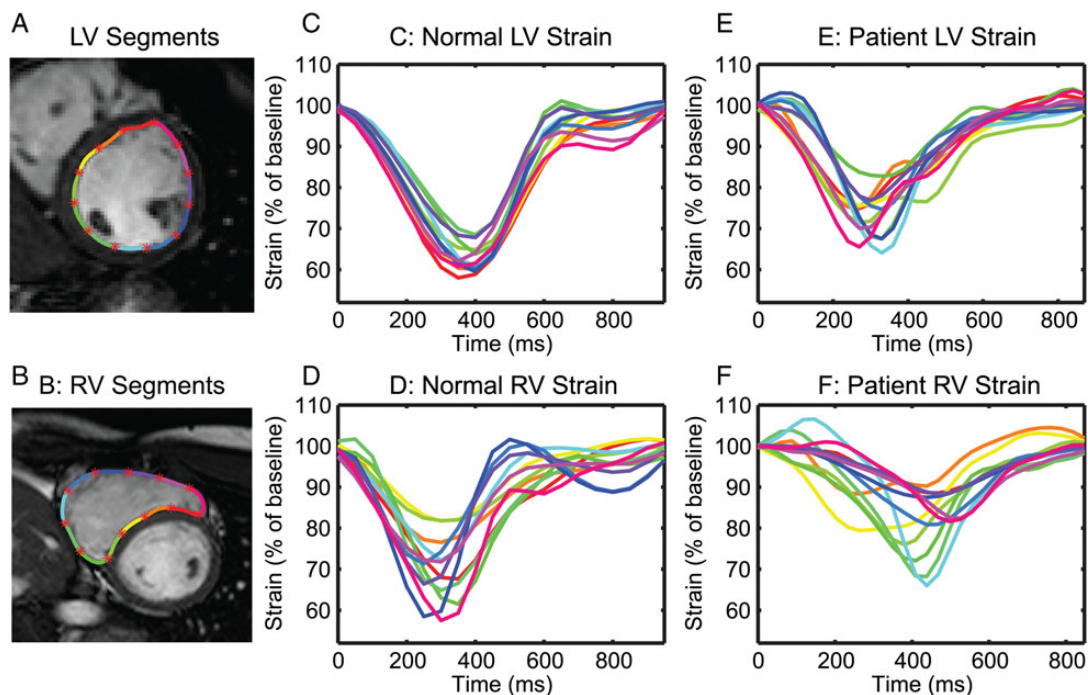 A
LV Segments
B
B: RV Segments
C
C: Normal LV Strain
Strain (% of baseline)
110
100
90
80
70
60
0
200
400
600
800
Time (ms)
D
D: Normal RV Strain
Strain (% of baseline)
110
100
90
80
70
60
0
200
400
600
800
Time (ms)
E
E: Patient LV Strain
Strain (% of baseline)
110
100
90
80
70
60
0
200
400
600
800
Time (ms)
F
F: Patient RV Strain
Strain (% of baseline)
110
100
90
80
70
60
0
200
400
600
800
Time (ms)